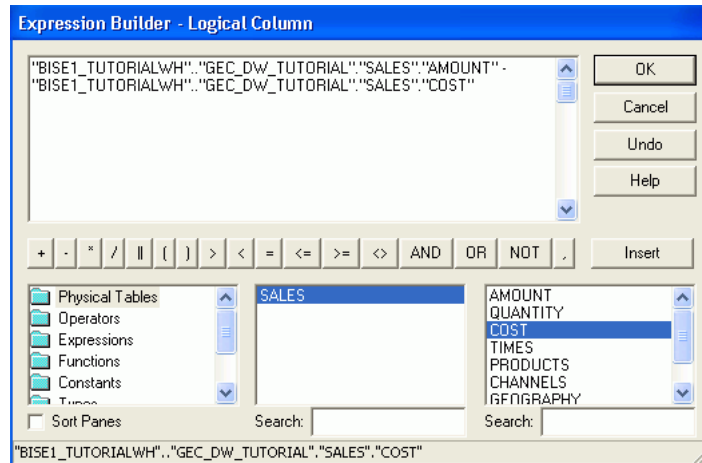 Expression Builder - Logical Column
"BISE1_TUTORIALWH".."GEC_DW_TUTORIAL"."SALES"."AMOUNT" -
"BISE1_TUTORIALWH".."GEC_DW_TUTORIAL"."SALES"."COST"
OK
Cancel
Undo
Help
+ - * / || ( ) > < = <= >= <> AND OR NOT , Insert
Physical Tables
Operators
Expressions
Functions
Constants
Types
SALES
AMOUNT
QUANTITY
COST
TIMES
PRODUCTS
CHANNELS
GEOGRAPHY
Sort Panes
Search:
Search:
"BISE1_TUTORIALWH".."GEC_DW_TUTORIAL"."SALES"."COST"